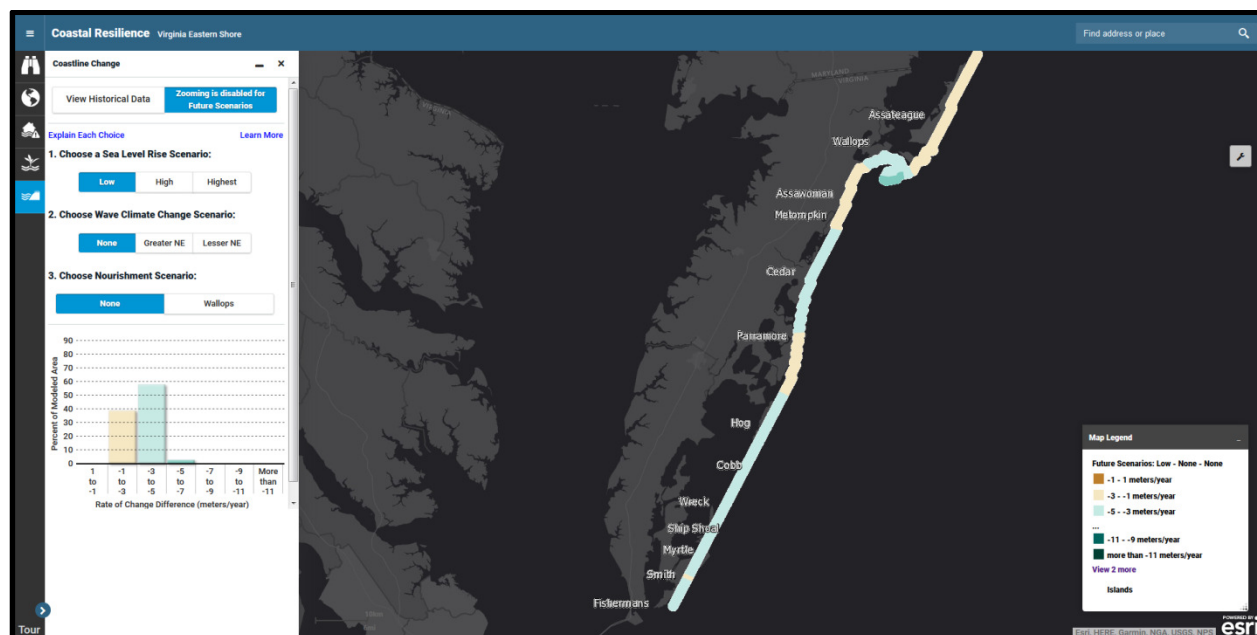 Coastal Resilience Virginia Eastern Shore
Find address or place
Coastline Change
View Historical Data
Zooming is disabled for
Future Scenarios
Explain Each Choice
Learn More
1. Choose a Sea Level Rise Scenario:
Low High Highest
2. Choose Wave Climate Change Scenario:
None Greater NE Lesser NE
3. Choose Nourishment Scenario:
None Wallops
Percent of Modeled Area
90
80
70
60
50
40
30
20
10
0
1 to -1
-1 to -3
-3 to -5
-5 to -7
-7 to -9
-9 to -11
More than -11
Rate of Change Difference (meters/year)
Tour
MARYLAND
VIRGINIA
Assateague
Wallops
Assawoman
Metompkin
Cedar
Parramore
Hog
Cobb
Wreck
Ship Shoal
Myrtle
Smith
Fishermans
Map Legend
Future Scenarios: Low - None - None
-1 - 1 meters/year
-3 - -1 meters/year
-5 - -3 meters/year
...
-11 - -9 meters/year
more than -11 meters/year
View 2 more
Islands
POWERED BY
esri
Esri, HERE, Garmin, NGA, USGS, NPS